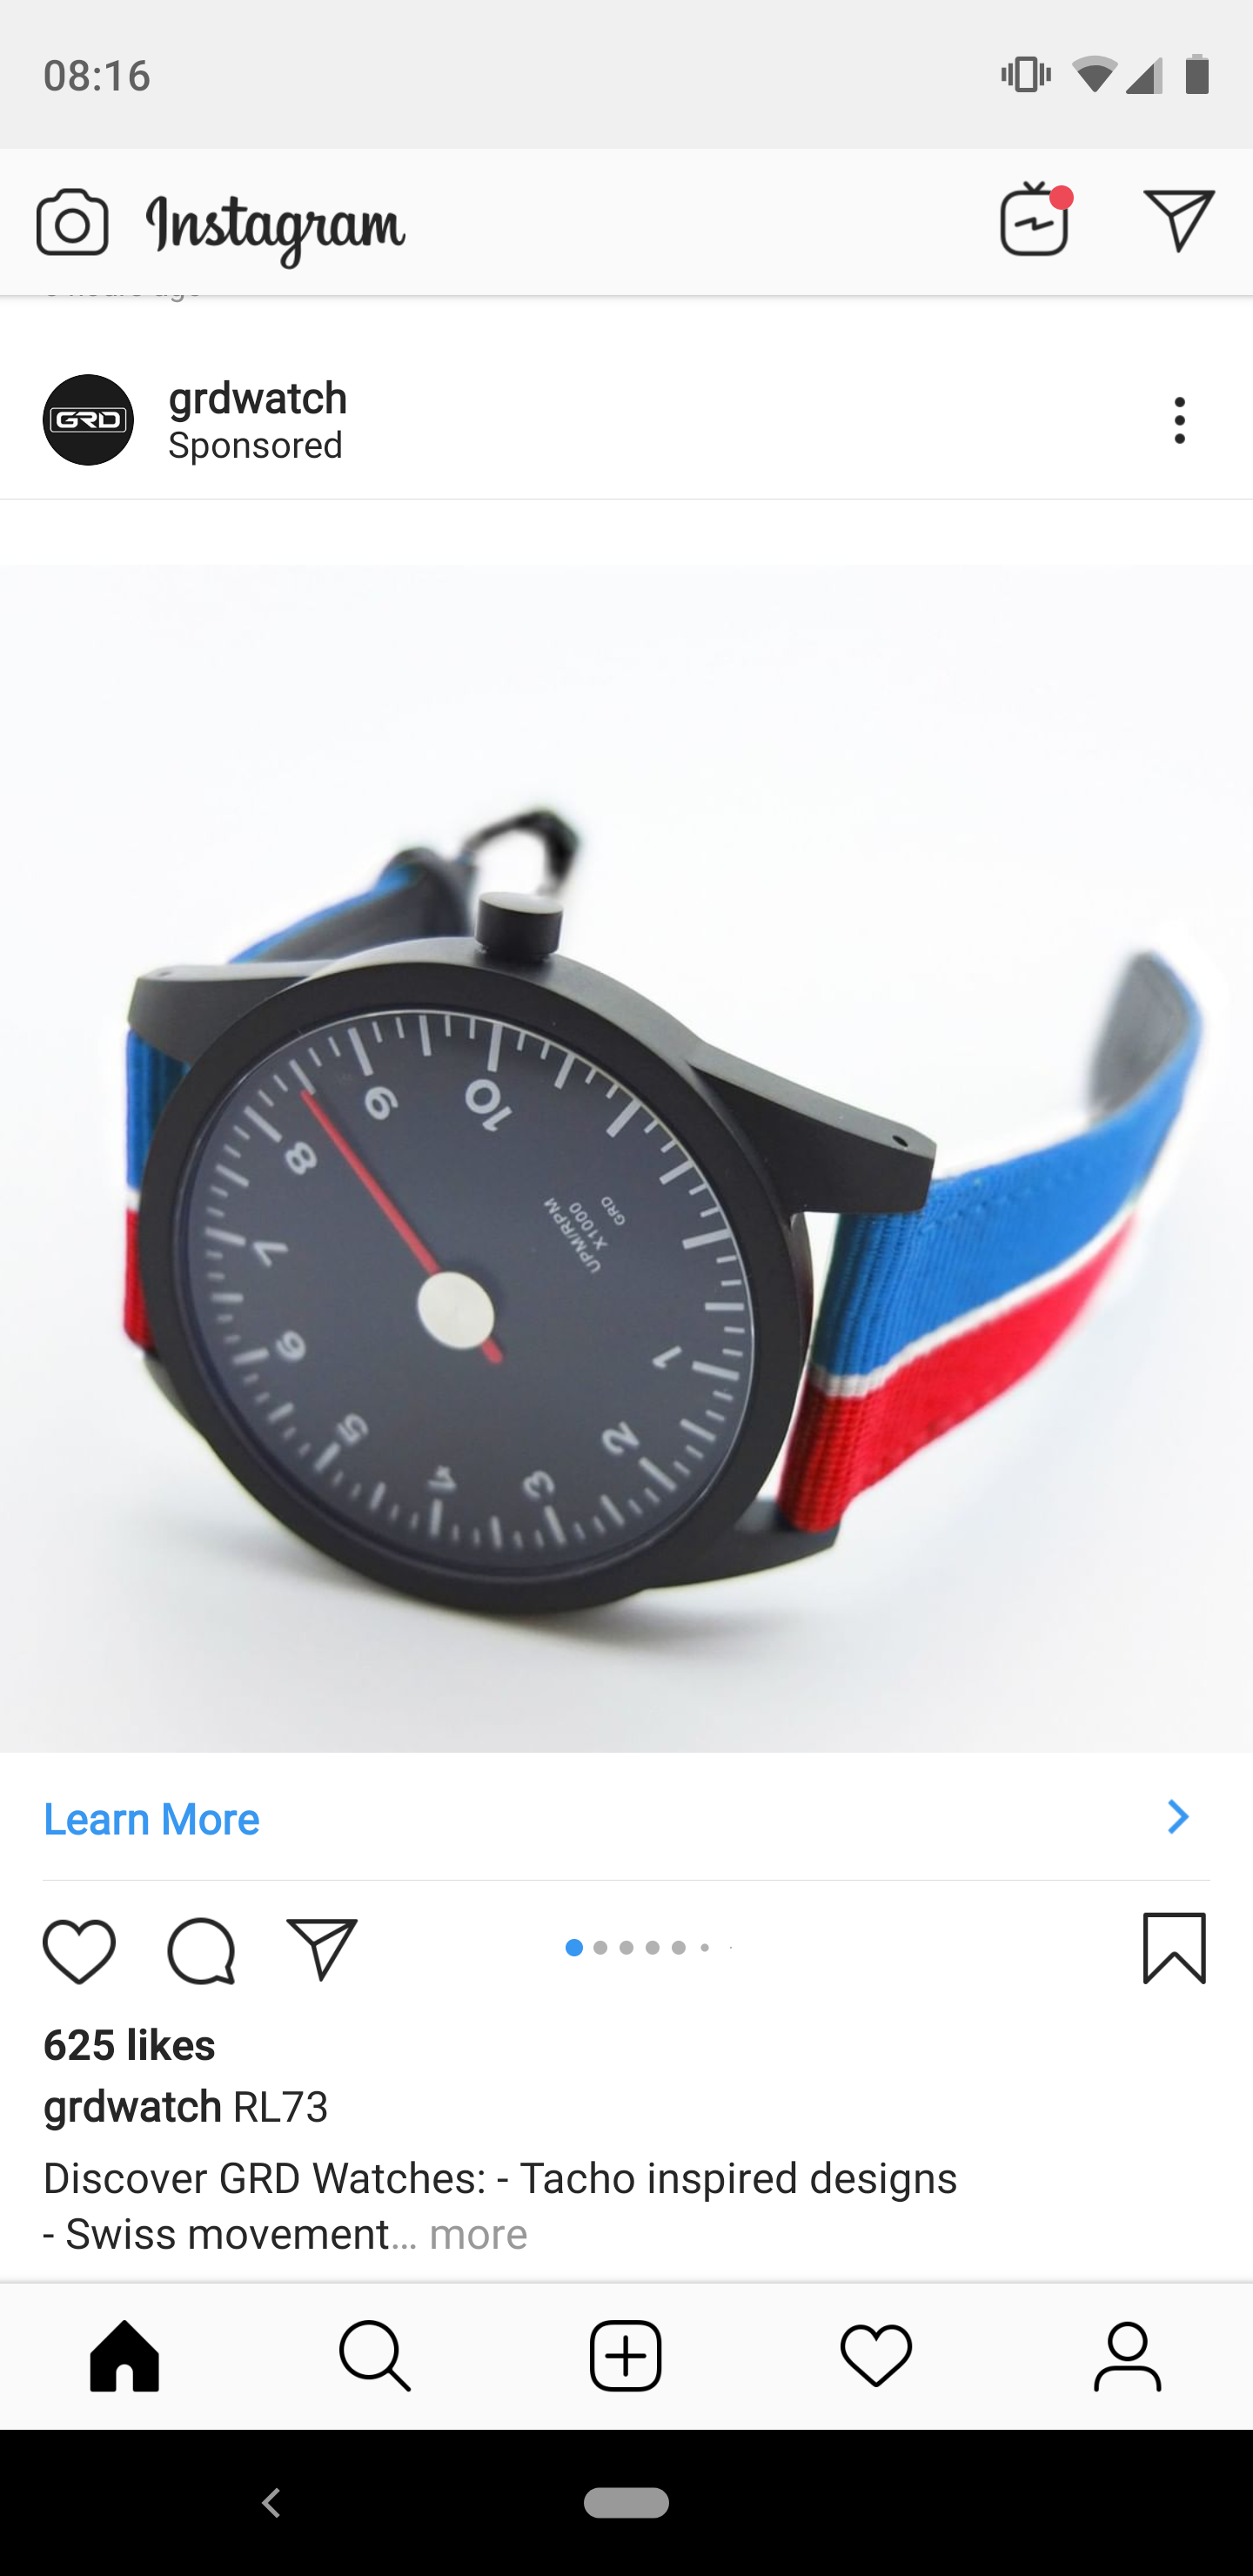 08:16
Instagram
GRD
grdwatch
Sponsored
10
9
8
7
6
5
4
3
2
1
UPM/RPM
X1000
GRD
Learn More
625 likes
grdwatch RL73
Discover GRD Watches: - Tacho inspired designs
- Swiss movement... more